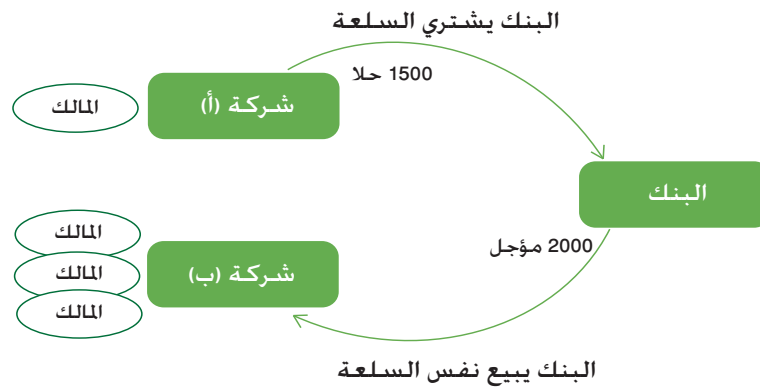 البنك يشتري السلعة
1500 حلا
المالك
شركة (أ)
البنك
2000 مؤجل
المالك
المالك
المالك
شركة (ب)
البنك يبيع نفس السلعة